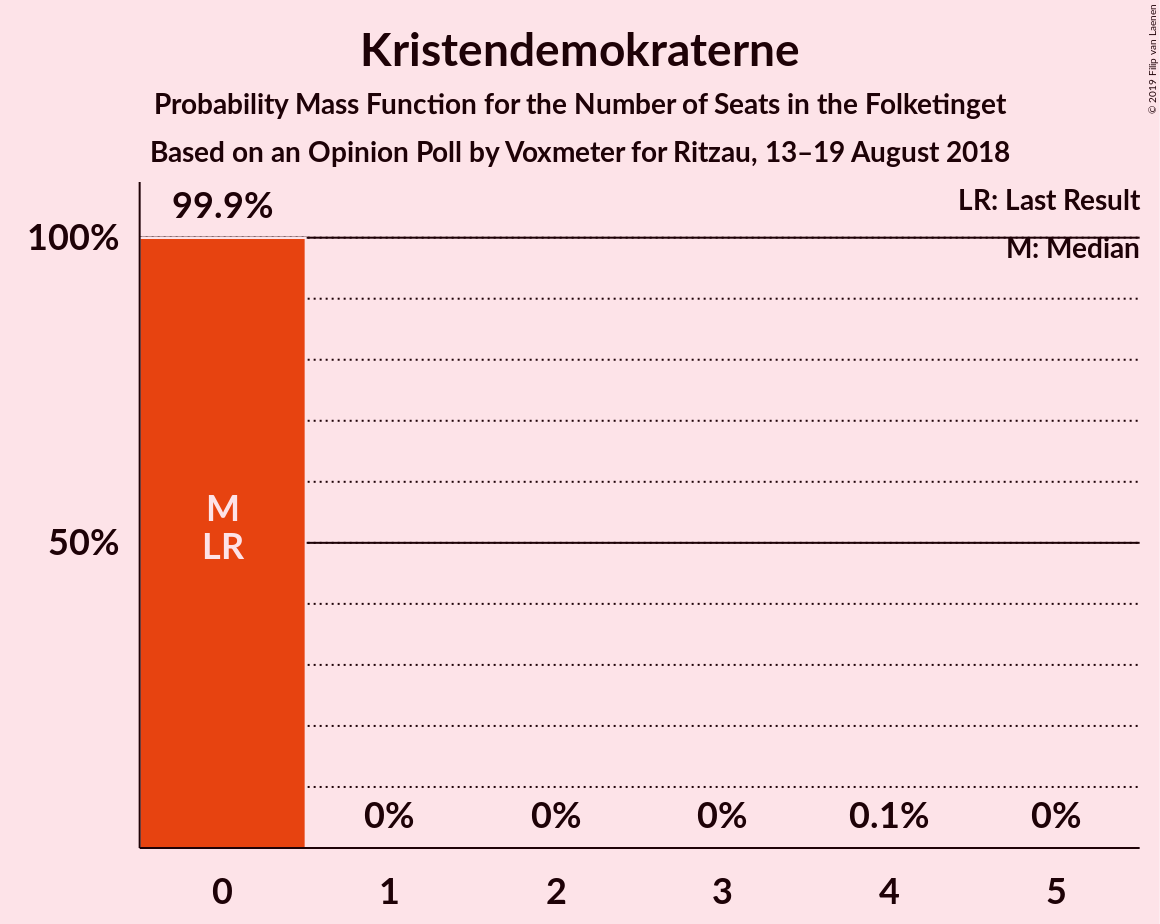 Kristendemokraterne
Probability Mass Function for the Number of Seats in the Folketinget
Based on an Opinion Poll by Voxmeter for Ritzau, 13–19 August 2018
© 2019 Filip van Laenen
LR: Last Result
M: Median
99.9%
100%
50%
M
LR
0% 0% 0% 0.1% 0%
0 1 2 3 4 5